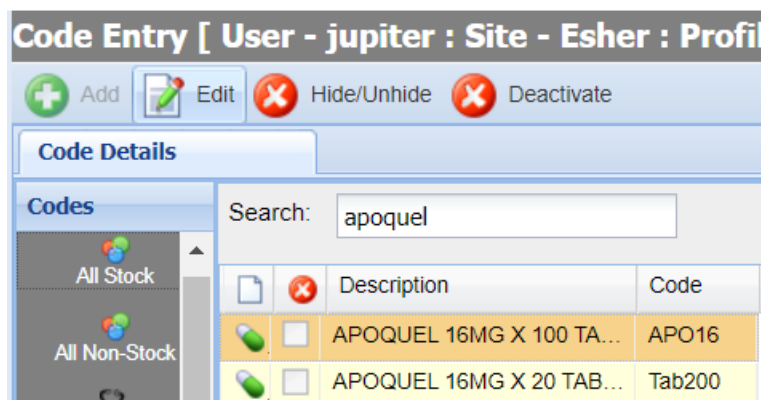 Code Entry [ User - jupiter : Site - Esher : Profil
Add Edit Hide/Unhide Deactivate
Code Details
Codes
Search: apoquel
All Stock
Description Code
APOQUEL 16MG X 100 TA... APO16
All Non-Stock
APOQUEL 16MG X 20 TAB... Tab200